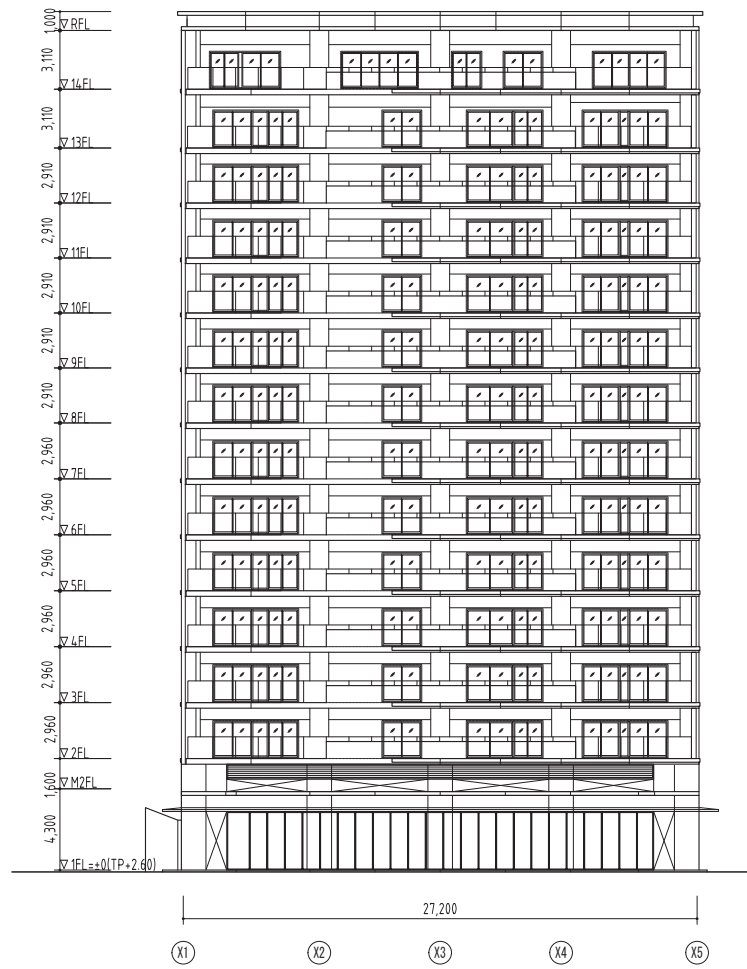 1,000
▽ RFL
3,110
▽ 14FL
3,110
▽ 13FL
2,910
▽ 12FL
2,910
▽ 11FL
2,910
▽ 10FL
2,910
▽ 9FL
2,910
▽ 8FL
2,960
▽ 7FL
2,960
▽ 6FL
2,960
▽ 5FL
2,960
▽ 4FL
2,960
▽ 3FL
2,960
▽ 2FL
1,600
▽ M2FL
4,300
▽ 1FL=±0(TP+2.60)
27,200
X1 X2 X3 X4 X5